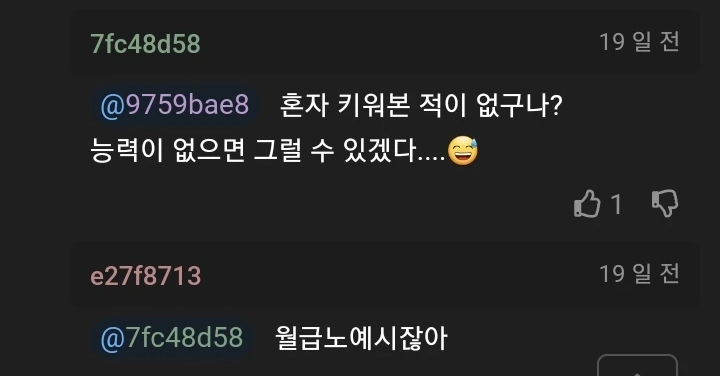 7fc48d58 19 일 전
@9759bae8 혼자 키워본 적이 없구나?
능력이 없으면 그럴 수 있겠다....😅
1
e27f8713 19 일 전
@7fc48d58 월급노예시잖아